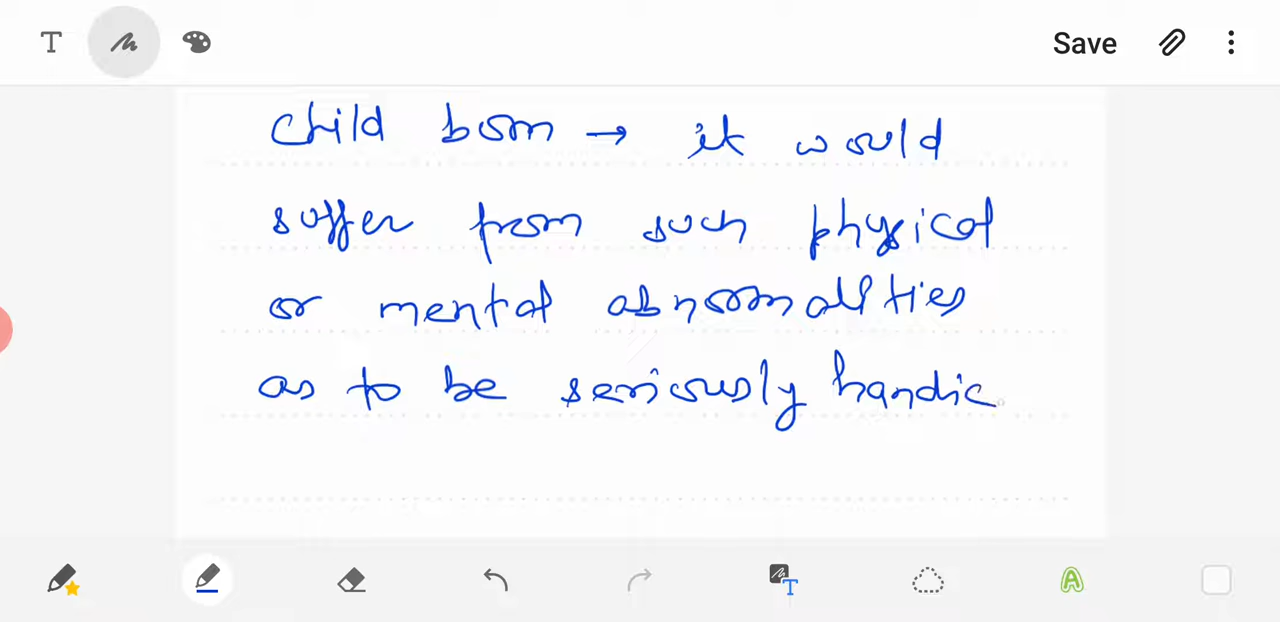 T Save
child born → it would
suffer from such physical
or mental abnormalities
as to be seriously handic
T
A